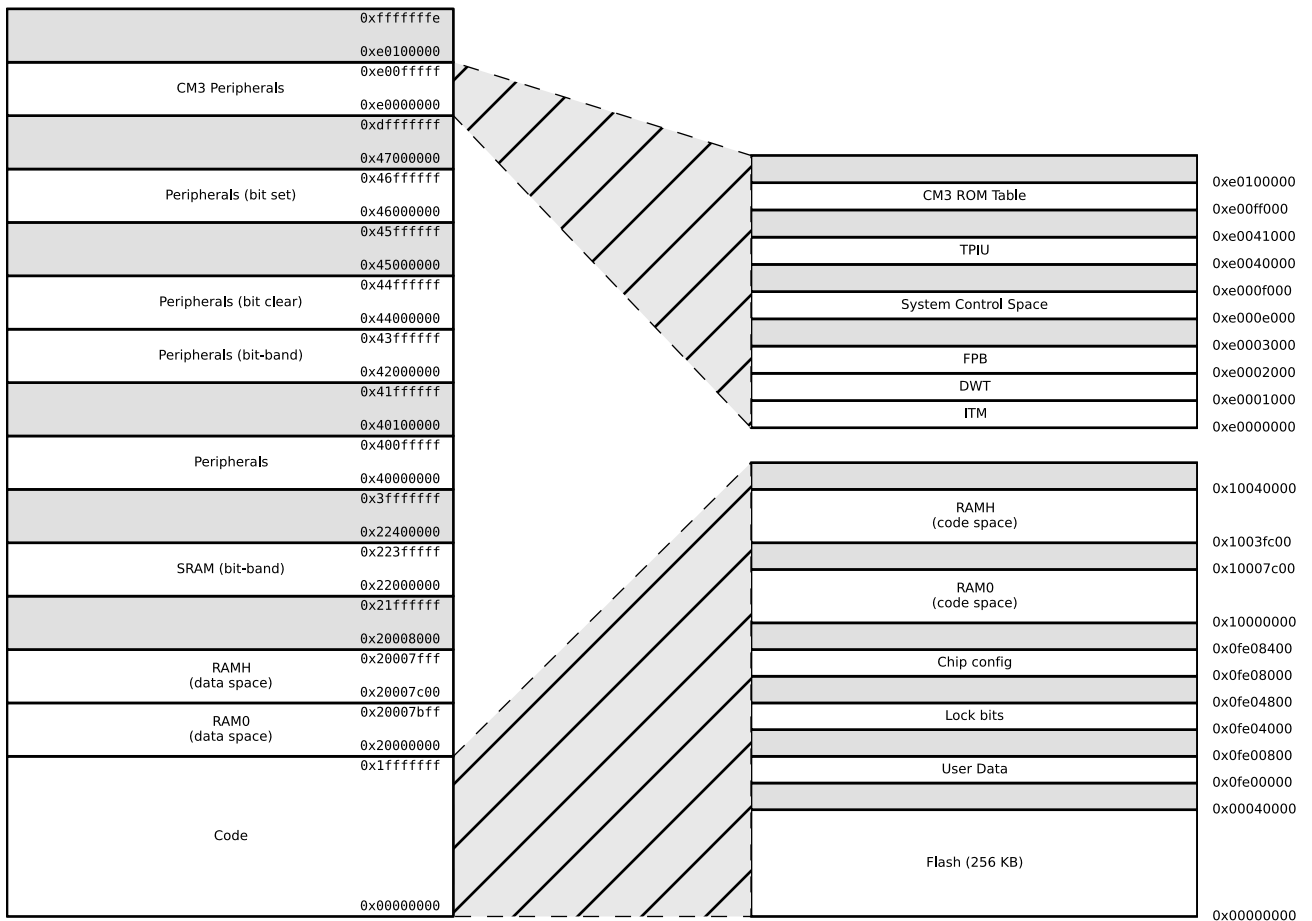 0xfffffffe
0xe0100000
0xe00fffff
CM3 Peripherals
0xe0000000
0xdfffffff
0x47000000
0x46ffffff
Peripherals (bit set)
0x46000000
0x45ffffff
0x45000000
0x44ffffff
Peripherals (bit clear)
0x44000000
0x43ffffff
Peripherals (bit-band)
0x42000000
0x41ffffff
0x40100000
0x400fffff
Peripherals
0x40000000
0x3fffffff
0x22400000
0x223fffff
SRAM (bit-band)
0x22000000
0x21ffffff
0x20008000
0x20007fff
RAMH
(data space)
0x20007c00
0x20007bff
RAM0
(data space)
0x20000000
0x1fffffff
Code
0x00000000
0xe0100000
CM3 ROM Table
0xe00ff000
0xe0041000
TPIU
0xe0040000
0xe000f000
System Control Space
0xe000e000
0xe0003000
FPB
0xe0002000
DWT
0xe0001000
ITM
0xe0000000
0x10040000
RAMH
(code space)
0x1003fc00
0x10007c00
RAM0
(code space)
0x10000000
0x0fe08400
Chip config
0x0fe08000
0x0fe04800
Lock bits
0x0fe04000
0x0fe00800
User Data
0x0fe00000
0x00040000
Flash (256 KB)
0x00000000